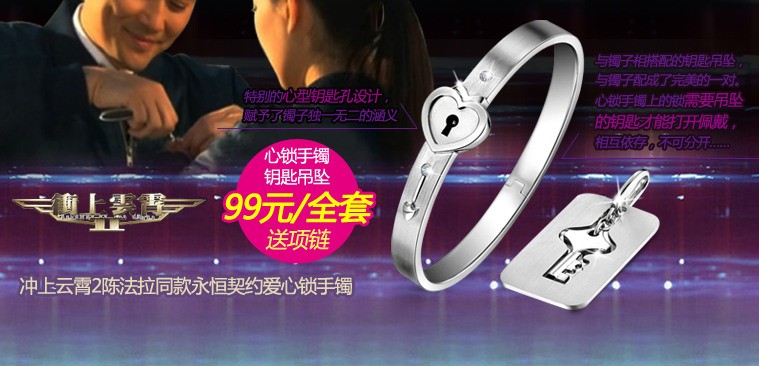 特别的心型钥匙孔设计，
赋予了镯子独一无二的涵义
与镯子相搭配的钥匙吊坠，
与镯子配成了完美的一对。
心锁手镯上的锁需要吊坠
的钥匙才能打开佩戴，
相互依存，不可分开……
心锁手镯
钥匙吊坠
99元/全套
送项链
衝上雲霄
II
冲上云霄2陈法拉同款永恒契约爱心锁手镯